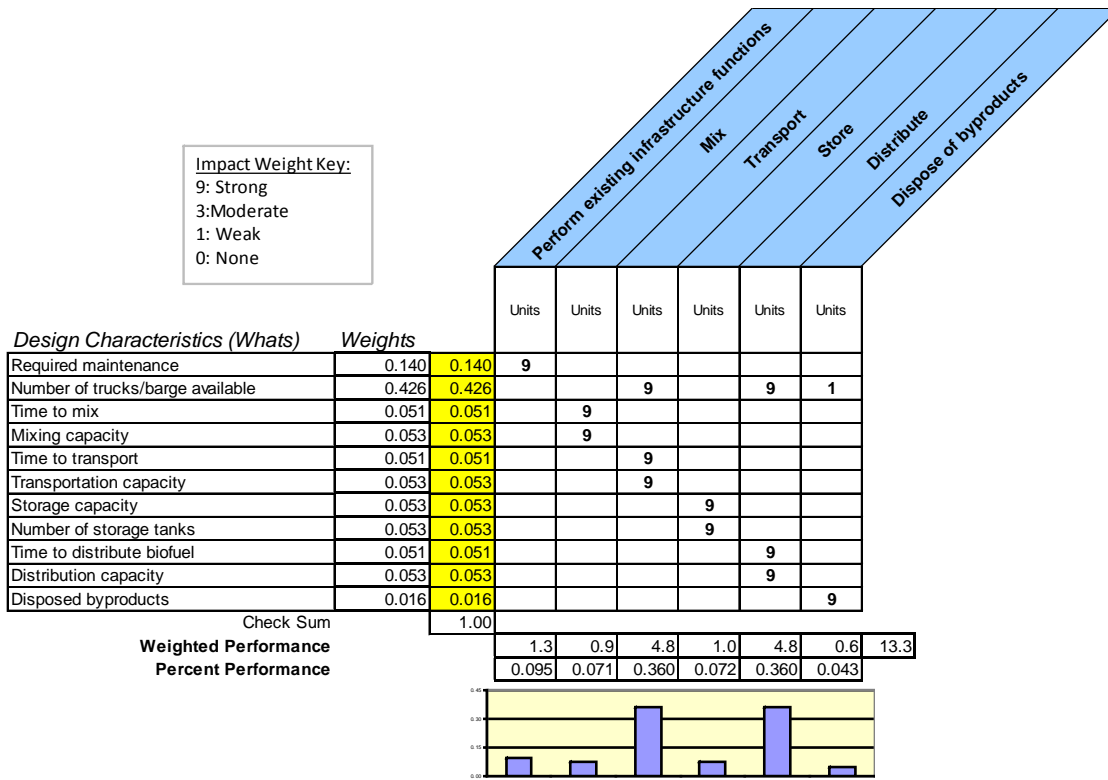 Perform existing infrastructure functions
Mix
Transport
Store
Distribute
Dispose of byproducts
Impact Weight Key:
9: Strong
3:Moderate
1: Weak
0: None
Units Units Units Units Units Units
Design Characteristics (Whats) Weights
Required maintenance 0.140 0.140 9
Number of trucks/barge available 0.426 0.426 9 9 1
Time to mix 0.051 0.051 9
Mixing capacity 0.053 0.053 9
Time to transport 0.051 0.051 9
Transportation capacity 0.053 0.053 9
Storage capacity 0.053 0.053 9
Number of storage tanks 0.053 0.053 9
Time to distribute biofuel 0.051 0.051 9
Distribution capacity 0.053 0.053 9
Disposed byproducts 0.016 0.016 9
Check Sum 1.00
Weighted Performance 1.3 0.9 4.8 1.0 4.8 0.6 13.3
Percent Performance 0.095 0.071 0.360 0.072 0.360 0.043
0.45
0.30
0.15
0.00